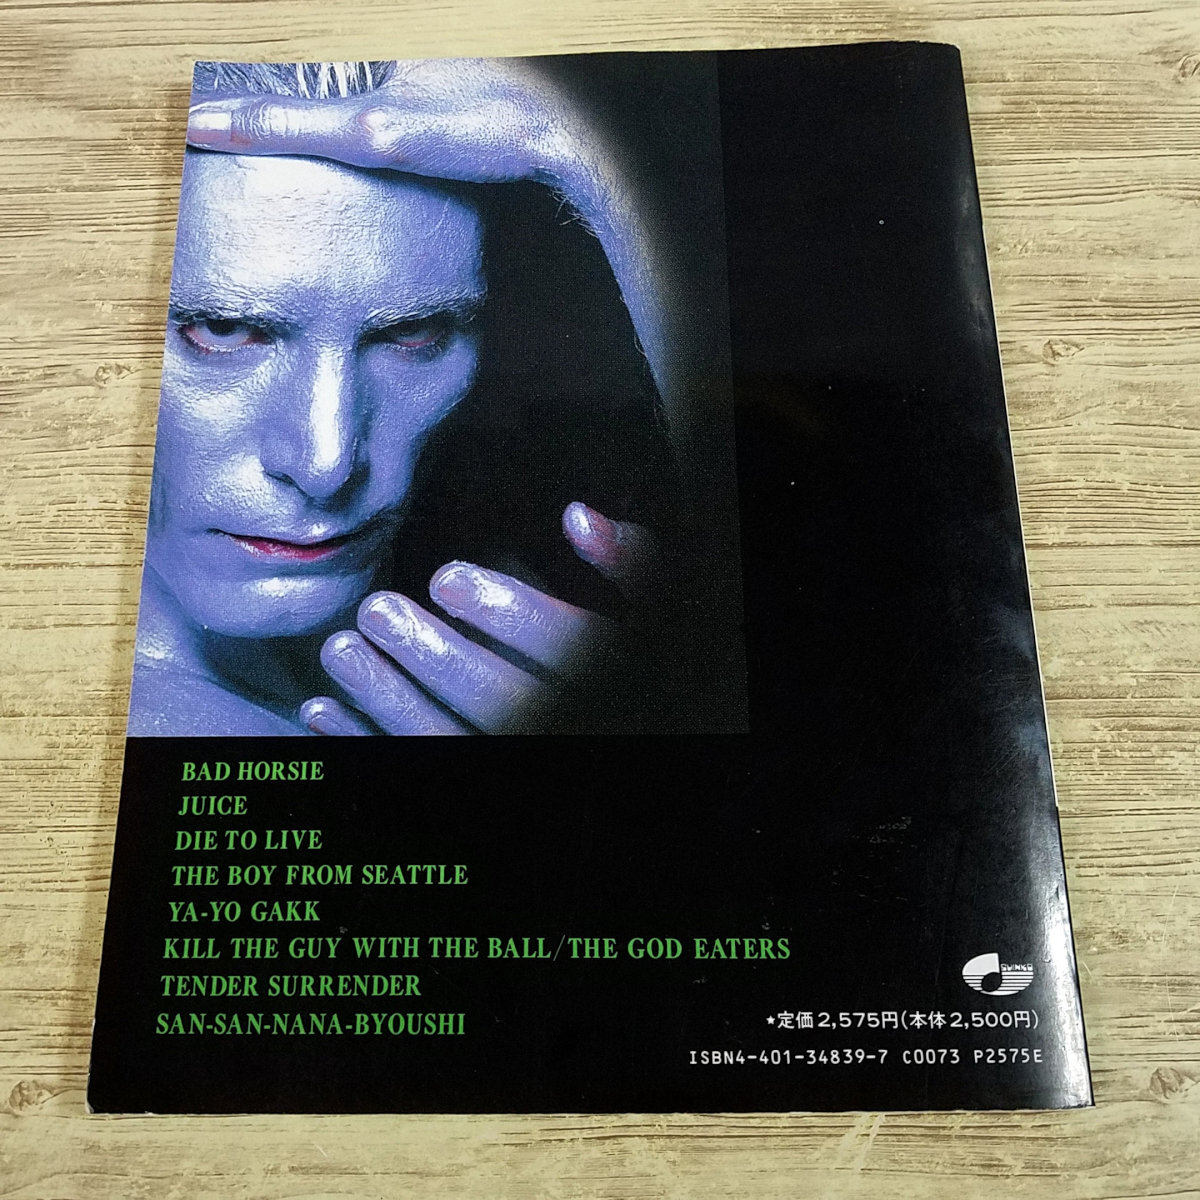 BAD HORSIE
JUICE
DIE TO LIVE
THE BOY FROM SEATTLE
YA-YO GAKK
KILL THE GUY WITH THE BALL/THE GOD EATERS
TENDER SURRENDER
SAN-SAN-NANA-BYOUSHI
SHINKO
★定価2,575円(本体2,500円)
ISBN4-401-34839-7 C0073 P2575E